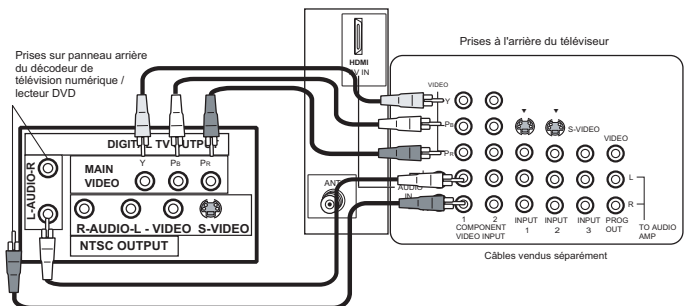 Prises sur panneau arrière
du décodeur de
télévision numérique /
lecteur DVD
DIGITAL TV OUTPUT
Y PB PR
MAIN
VIDEO
L-AUDIO-R
R-AUDIO-L - VIDEO S-VIDEO
NTSC OUTPUT
HDMI
AV IN
ANT
AUDIO
IN
Prises à l'arrière du téléviseur
VIDEO
Y
PB
PR
S-VIDEO
VIDEO
L
R
1 2
COMPONENT
VIDEO INPUT
INPUT
1
INPUT
2
INPUT
3
PROG
OUT
TO AUDIO
AMP
Câbles vendus séparément